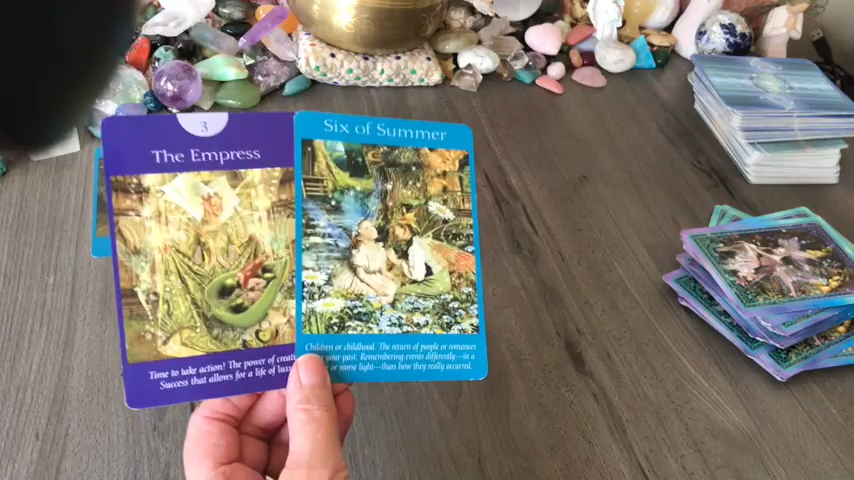 3
The Empress
Time to take action! The power of
Success that allows for a life of
Six of Summer
Children or childhood. The return of people or romances
your past. Remembering events differently—in a
or worse light—than how they really occurred.